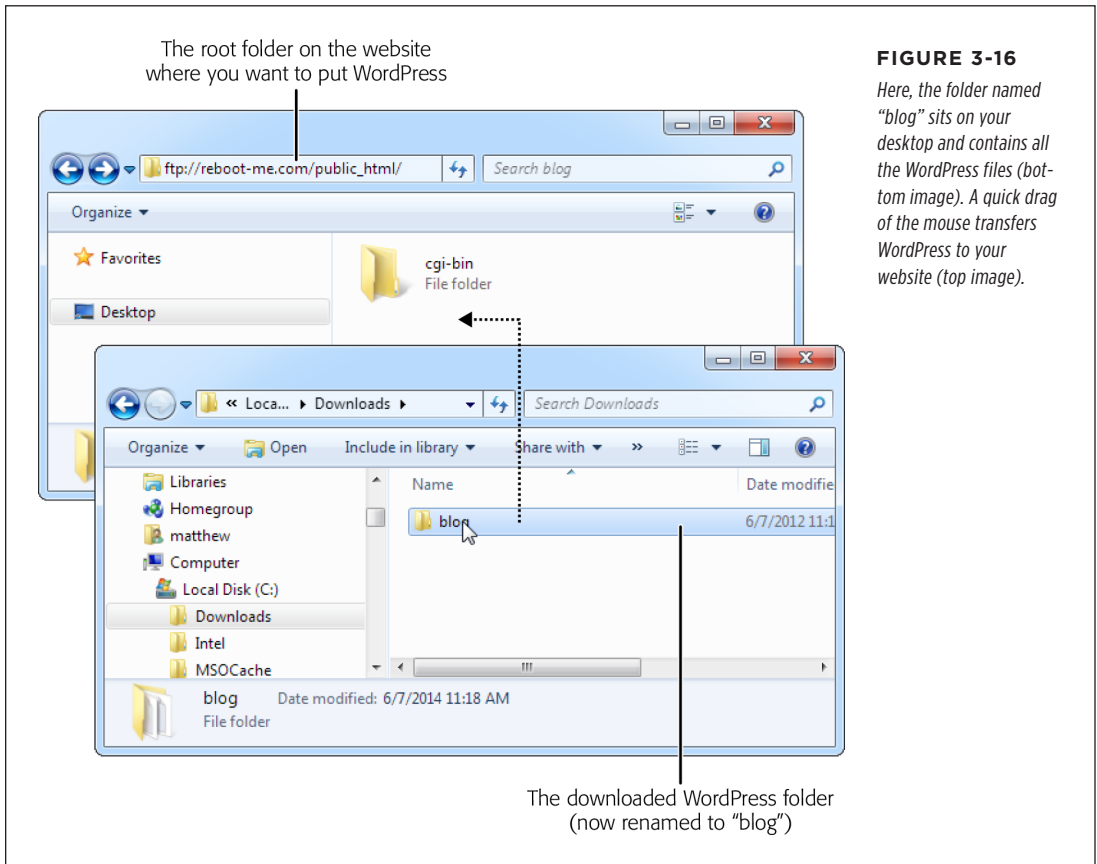 The root folder on the website
where you want to put WordPress
FIGURE 3-16
Here, the folder named
“blog” sits on your
desktop and contains all
the WordPress files (bot-
tom image). A quick drag
of the mouse transfers
WordPress to your
website (top image).
ftp://reboot-me.com/public_html/
Search blog
Organize
Favorites
Desktop
cgi-bin
File folder
« Loca... Downloads
Search Downloads
Organize Open Include in library Share with »
Libraries
Homegroup
matthew
Computer
Local Disk (C:)
Downloads
Intel
MSOCache
Name Date modifie
blog 6/7/2012 11:1
blog Date modified: 6/7/2014 11:18 AM
File folder
The downloaded WordPress folder
(now renamed to “blog”)